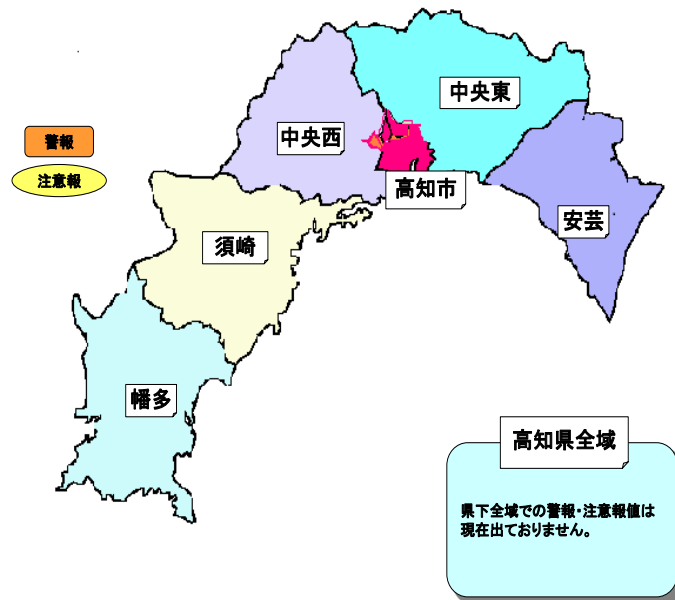 中央東
警報
中央西
注意報
高知市
安芸
須崎
幡多
高知県全域
県下全域での警報・注意報値は
現在出ておりません。